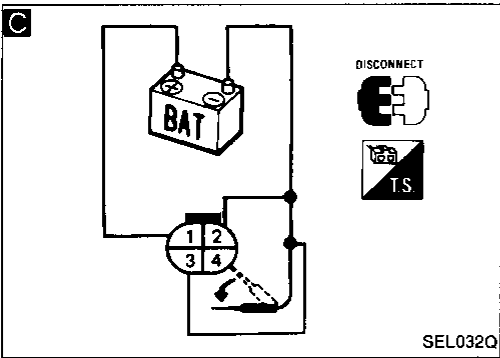 C
DISCONNECT
+ −
BAT
T.S.
1 2
3 4
SEL032Q